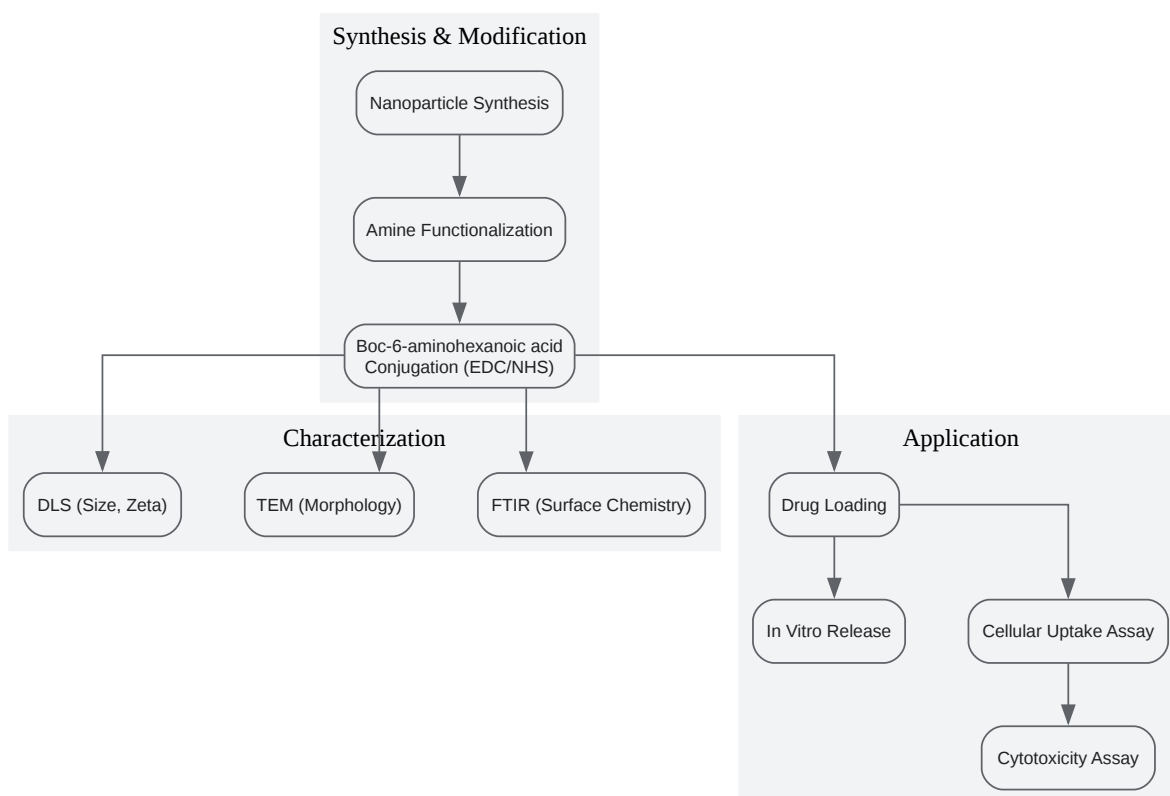 Synthesis & Modification
Nanoparticle Synthesis
Amine Functionalization
Boc-6-aminohexanoic acid
Conjugation (EDC/NHS)
Characterization
DLS (Size, Zeta)
TEM (Morphology)
FTIR (Surface Chemistry)
Application
Drug Loading
In Vitro Release
Cellular Uptake Assay
Cytotoxicity Assay